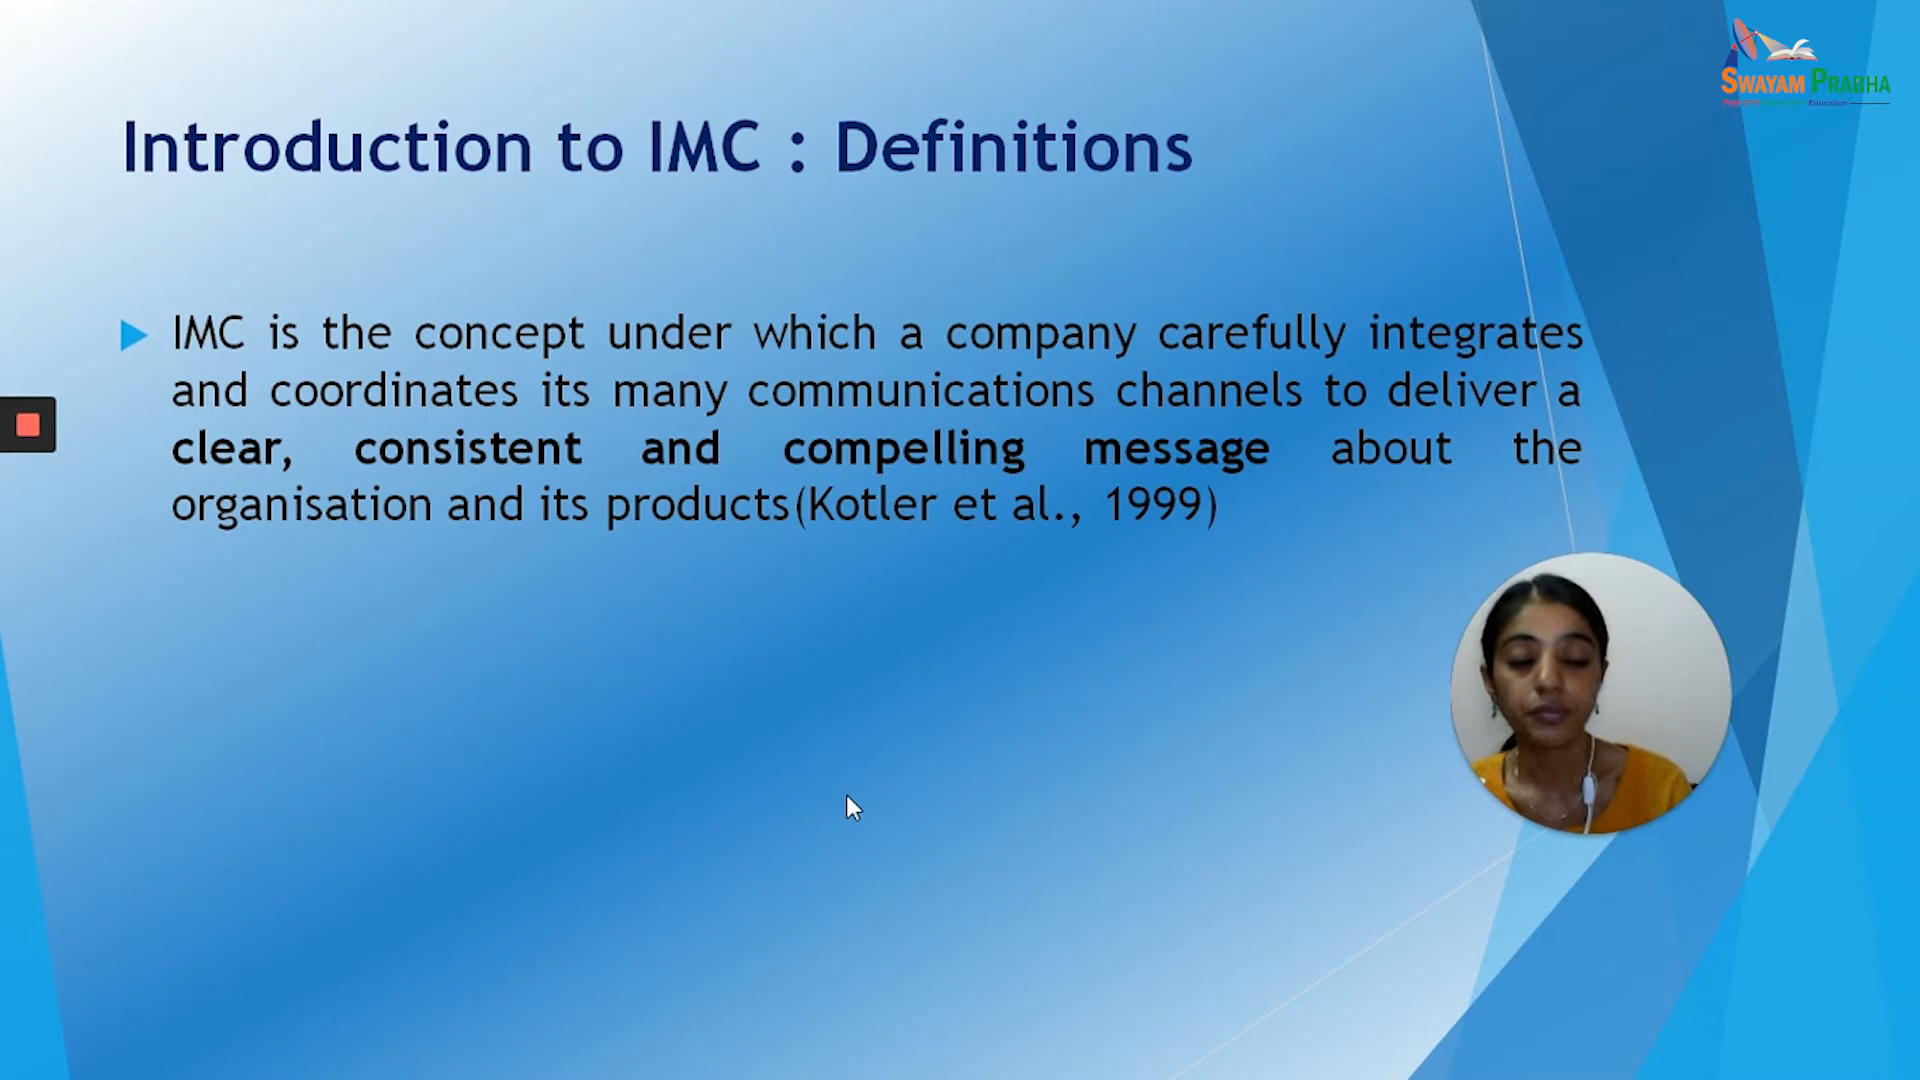 SWAYAM PRABHA
Education
Introduction to IMC : Definitions
IMC is the concept under which a company carefully integrates
and coordinates its many communications channels to deliver a
clear, consistent and compelling message about the
organisation and its products(Kotler et al., 1999)